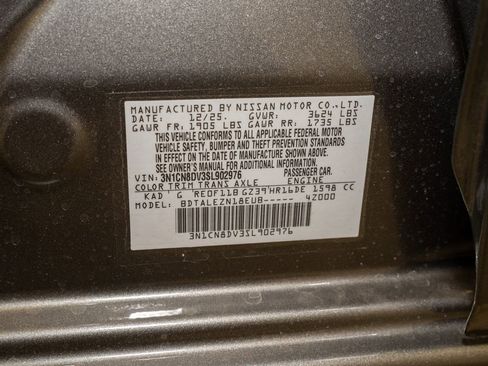 MANUFACTURED BY NISSAN MOTOR CO.,LTD.
DATE: 12/25. GVWR: 3624 LBS
GAWR FR: 1905 LBS GAWR RR: 1735 LBS
THIS VEHICLE CONFORMS TO ALL APPLICABLE FEDERAL MOTOR
VEHICLE SAFETY, BUMPER AND THEFT PREVENTION STANDARDS
IN EFFECT ON THE DATE OF MANUFACTURE SHOWN ABOVE.
SEE OWNER'S MANUAL FOR ADDITIONAL INFORMATION.
VIN: 3N1CN8DV3SL902976 PASSENGER CAR.
COLOR TRIM TRANS AXLE ENGINE
KAD G RE0F11B GZ39 HR16DE 1598 CC
MODEL: BDTALEZN18EUB----- 4Z000
3N1CN8DV3SL902976